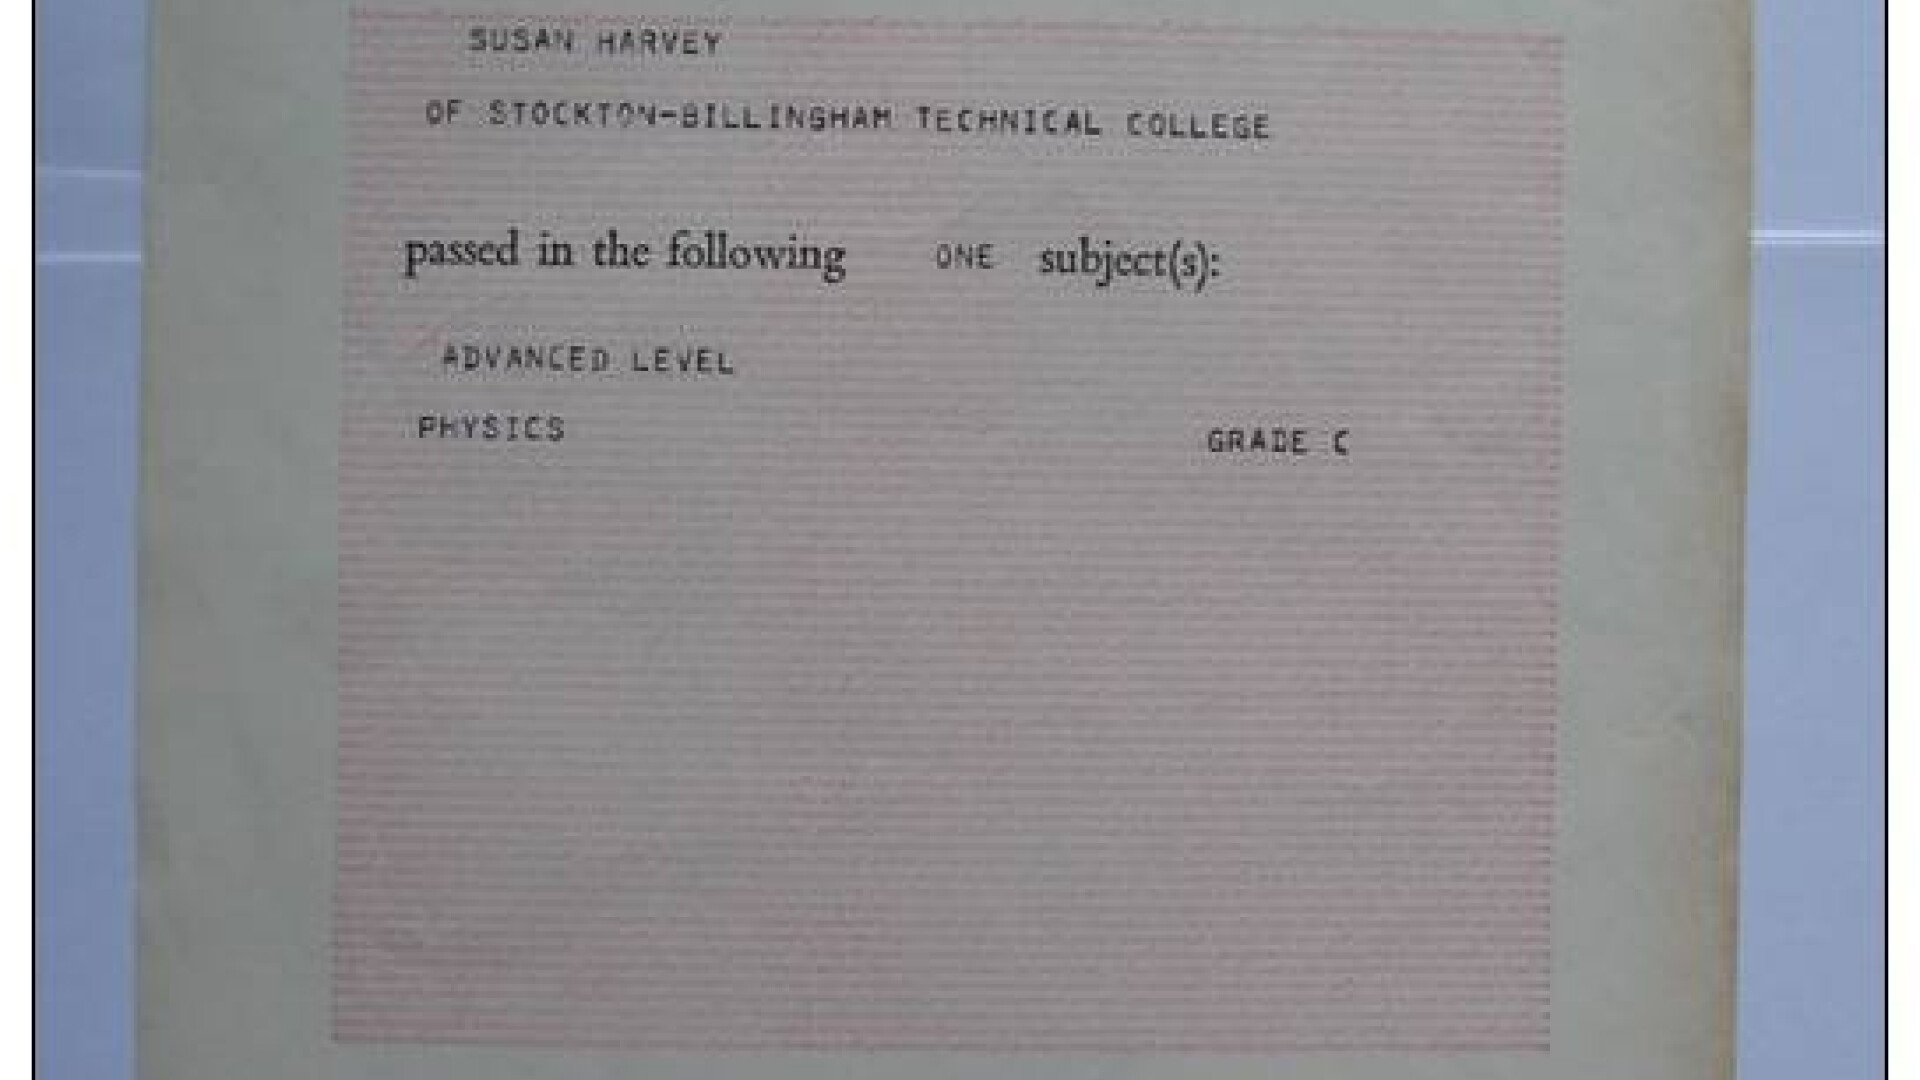 SUSAN HARVEY
OF STOCKTON-BILLINGHAM TECHNICAL COLLEGE
passed in the following ONE subject(s):
ADVANCED LEVEL
PHYSICS GRADE C